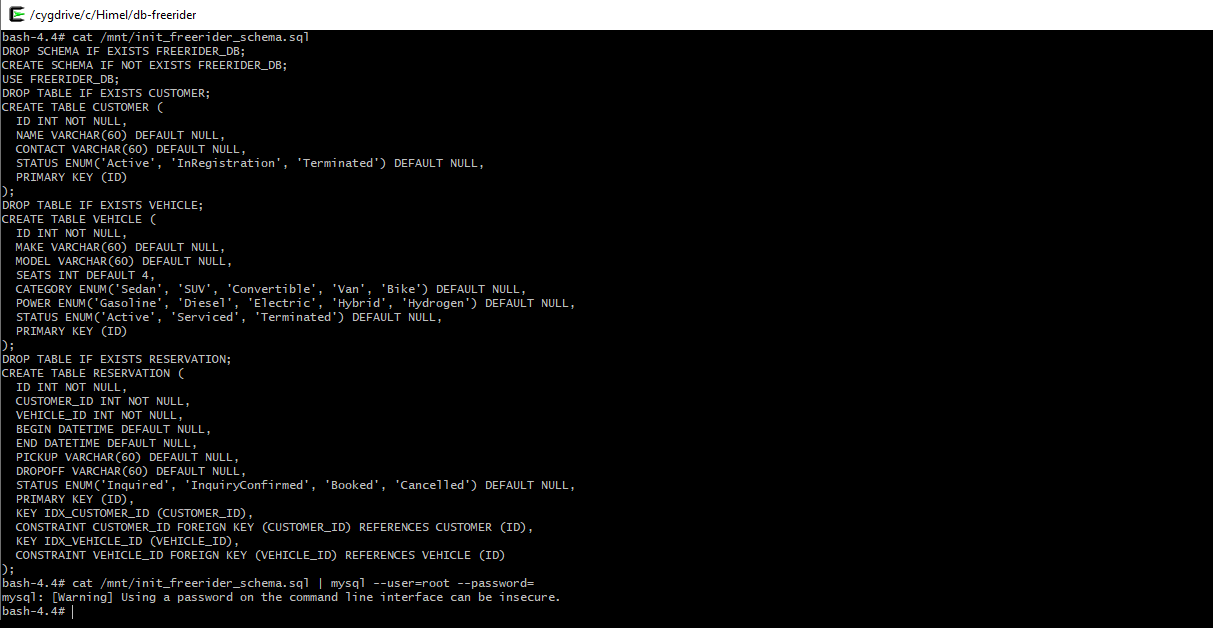 /cygdrive/c/Himel/db-freerider
bash-4.4# cat /mnt/init_freerider_schema.sql
DROP SCHEMA IF EXISTS FREERIDER_DB;
CREATE SCHEMA IF NOT EXISTS FREERIDER_DB;
USE FREERIDER_DB;
DROP TABLE IF EXISTS CUSTOMER;
CREATE TABLE CUSTOMER (
  ID INT NOT NULL,
  NAME VARCHAR(60) DEFAULT NULL,
  CONTACT VARCHAR(60) DEFAULT NULL,
  STATUS ENUM('Active', 'InRegistration', 'Terminated') DEFAULT NULL,
  PRIMARY KEY (ID)
);
DROP TABLE IF EXISTS VEHICLE;
CREATE TABLE VEHICLE (
  ID INT NOT NULL,
  MAKE VARCHAR(60) DEFAULT NULL,
  MODEL VARCHAR(60) DEFAULT NULL,
  SEATS INT DEFAULT 4,
  CATEGORY ENUM('Sedan', 'SUV', 'Convertible', 'Van', 'Bike') DEFAULT NULL,
  POWER ENUM('Gasoline', 'Diesel', 'Electric', 'Hybrid', 'Hydrogen') DEFAULT NULL,
  STATUS ENUM('Active', 'Serviced', 'Terminated') DEFAULT NULL,
  PRIMARY KEY (ID)
);
DROP TABLE IF EXISTS RESERVATION;
CREATE TABLE RESERVATION (
  ID INT NOT NULL,
  CUSTOMER_ID INT NOT NULL,
  VEHICLE_ID INT NOT NULL,
  BEGIN DATETIME DEFAULT NULL,
  END DATETIME DEFAULT NULL,
  PICKUP VARCHAR(60) DEFAULT NULL,
  DROPOFF VARCHAR(60) DEFAULT NULL,
  STATUS ENUM('Inquired', 'InquiryConfirmed', 'Booked', 'Cancelled') DEFAULT NULL,
  PRIMARY KEY (ID),
  KEY IDX_CUSTOMER_ID (CUSTOMER_ID),
  CONSTRAINT CUSTOMER_ID FOREIGN KEY (CUSTOMER_ID) REFERENCES CUSTOMER (ID),
  KEY IDX_VEHICLE_ID (VEHICLE_ID),
  CONSTRAINT VEHICLE_ID FOREIGN KEY (VEHICLE_ID) REFERENCES VEHICLE (ID)
);
bash-4.4# cat /mnt/init_freerider_schema.sql | mysql --user=root --password=
mysql: [Warning] Using a password on the command line interface can be insecure.
bash-4.4#